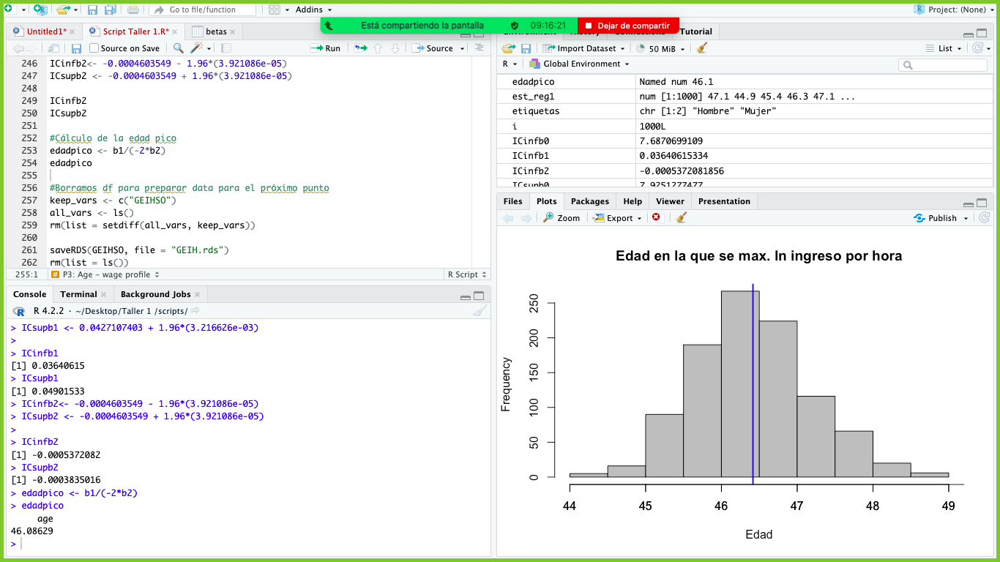 Go to file/function
Addins
Project: (None)
Está compartiendo la pantalla
09:16:21
Dejar de compartir
Untitled1*
Script Taller 1.R*
betas
Source on Save
Run
Source
246 ICinfb2<- -0.0004603549 - 1.96*(3.921086e-05)
247 ICsupb2 <- -0.0004603549 + 1.96*(3.921086e-05)
248
249 ICinfb2
250 ICsupb2
251
252 #Cálculo de la edad pico
253 edadpico <- b1/(-2*b2)
254 edadpico
255
256 #Borramos df para preparar data para el próximo punto
257 keep_vars <- c("GEIHSO")
258 all_vars <- ls()
259 rm(list = setdiff(all_vars, keep_vars))
260
261 saveRDS(GEIHSO, file = "GEIH.rds")
262 rm(list = ls())
255:1
# P3: Age – wage profile
R Script
Console
Terminal
Background Jobs
R 4.2.2 · ~/Desktop/Taller 1 /scripts/
> ICsupb1 <- 0.0427107403 + 1.96*(3.216626e-03)
>
> ICinfb1
[1] 0.03640615
> ICsupb1
[1] 0.04901533
> ICinfb2<- -0.0004603549 - 1.96*(3.921086e-05)
> ICsupb2 <- -0.0004603549 + 1.96*(3.921086e-05)
>
> ICinfb2
[1] -0.0005372082
> ICsupb2
[1] -0.0003835016
> edadpico <- b1/(-2*b2)
> edadpico
age
46.08629
>
Tutorial
Import Dataset
50 MiB
List
R
Global Environment
edadpico Named num 46.1
est_reg1 num [1:1000] 47.1 44.9 45.4 46.3 47.1 ...
etiquetas chr [1:2] "Hombre" "Mujer"
i 1000L
ICinfb0 7.6870699109
ICinfb1 0.03640615334
ICinfb2 -0.0005372081856
ICsupb0 7.9251277477
Files
Plots
Packages
Help
Viewer
Presentation
Zoom
Export
Publish
Edad en la que se max. ln ingreso por hora
Frequency
250
200
150
100
50
0
44
45
46
47
48
49
Edad